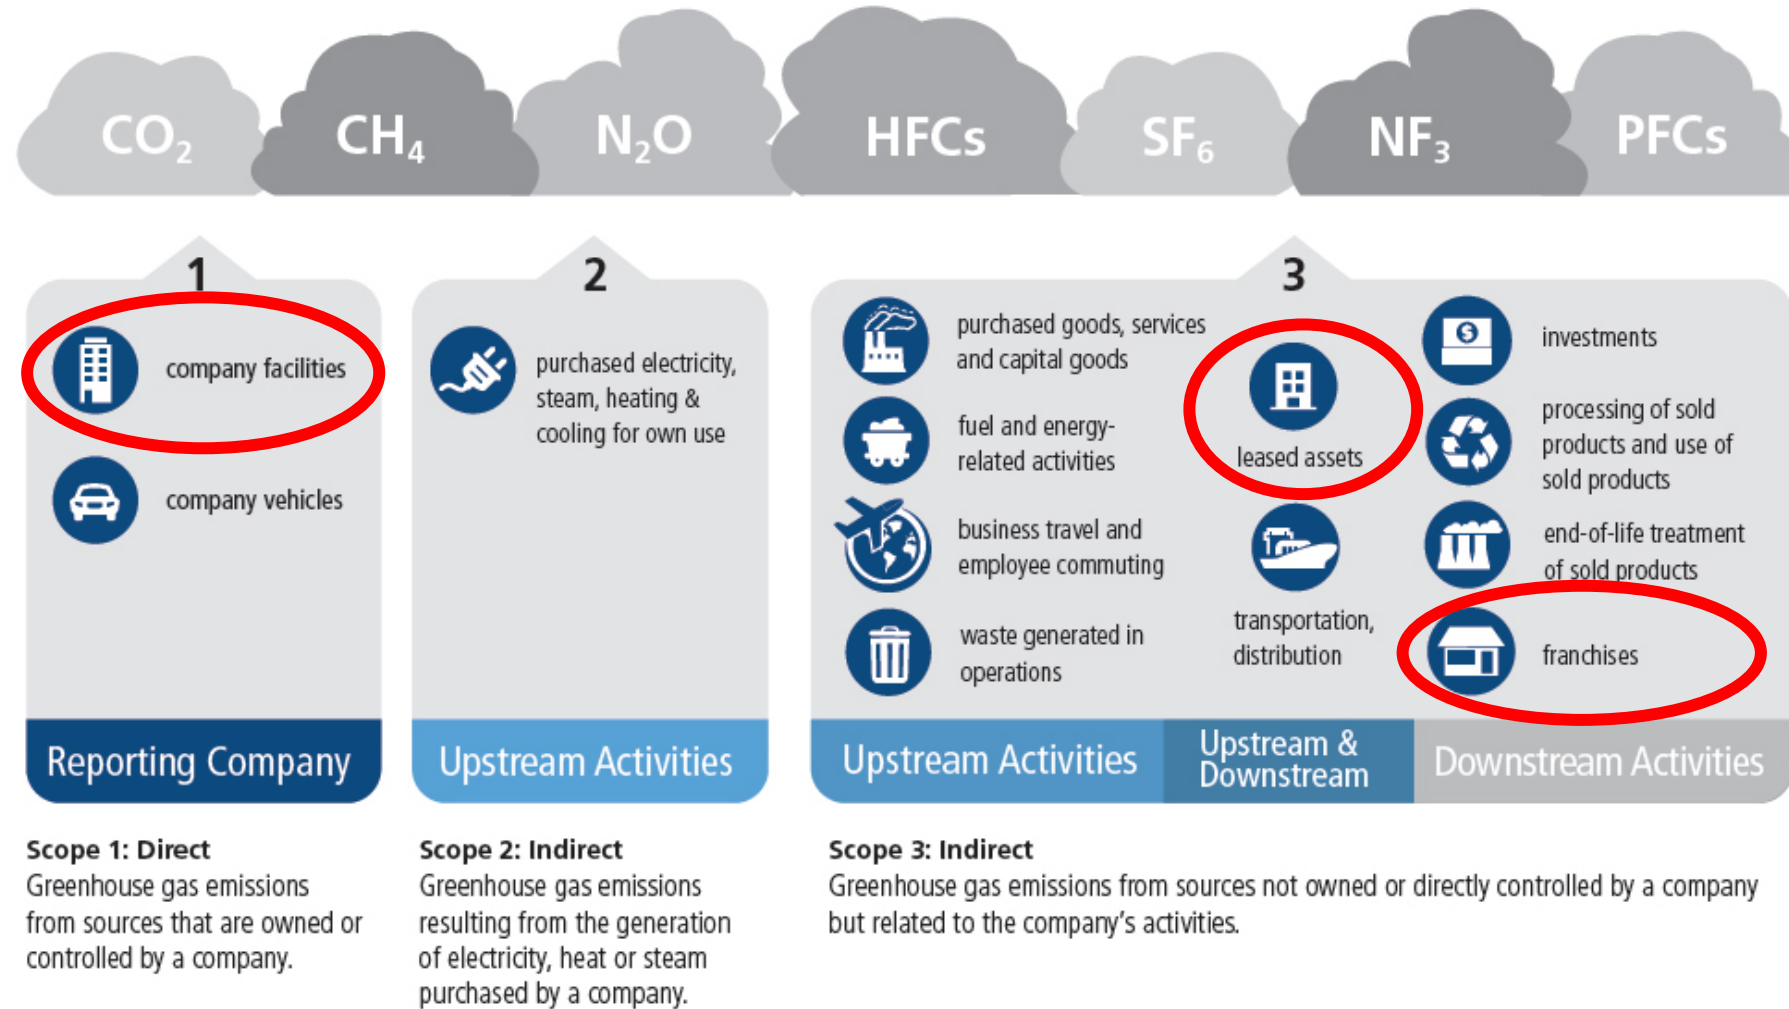 CO₂
CH₄
N₂O
HFCs
SF₆
NF₃
PFCs
1
company facilities
company vehicles
Reporting Company
2
purchased electricity,
steam, heating &
cooling for own use
Upstream Activities
3
purchased goods, services
and capital goods
fuel and energy-
related activities
business travel and
employee commuting
waste generated in
operations
Upstream Activities
leased assets
transportation,
distribution
Upstream &
Downstream
$
investments
processing of sold
products and use of
sold products
end-of-life treatment
of sold products
franchises
Downstream Activities
Scope 1: Direct
Greenhouse gas emissions
from sources that are owned or
controlled by a company.
Scope 2: Indirect
Greenhouse gas emissions
resulting from the generation
of electricity, heat or steam
purchased by a company.
Scope 3: Indirect
Greenhouse gas emissions from sources not owned or directly controlled by a company
but related to the company’s activities.